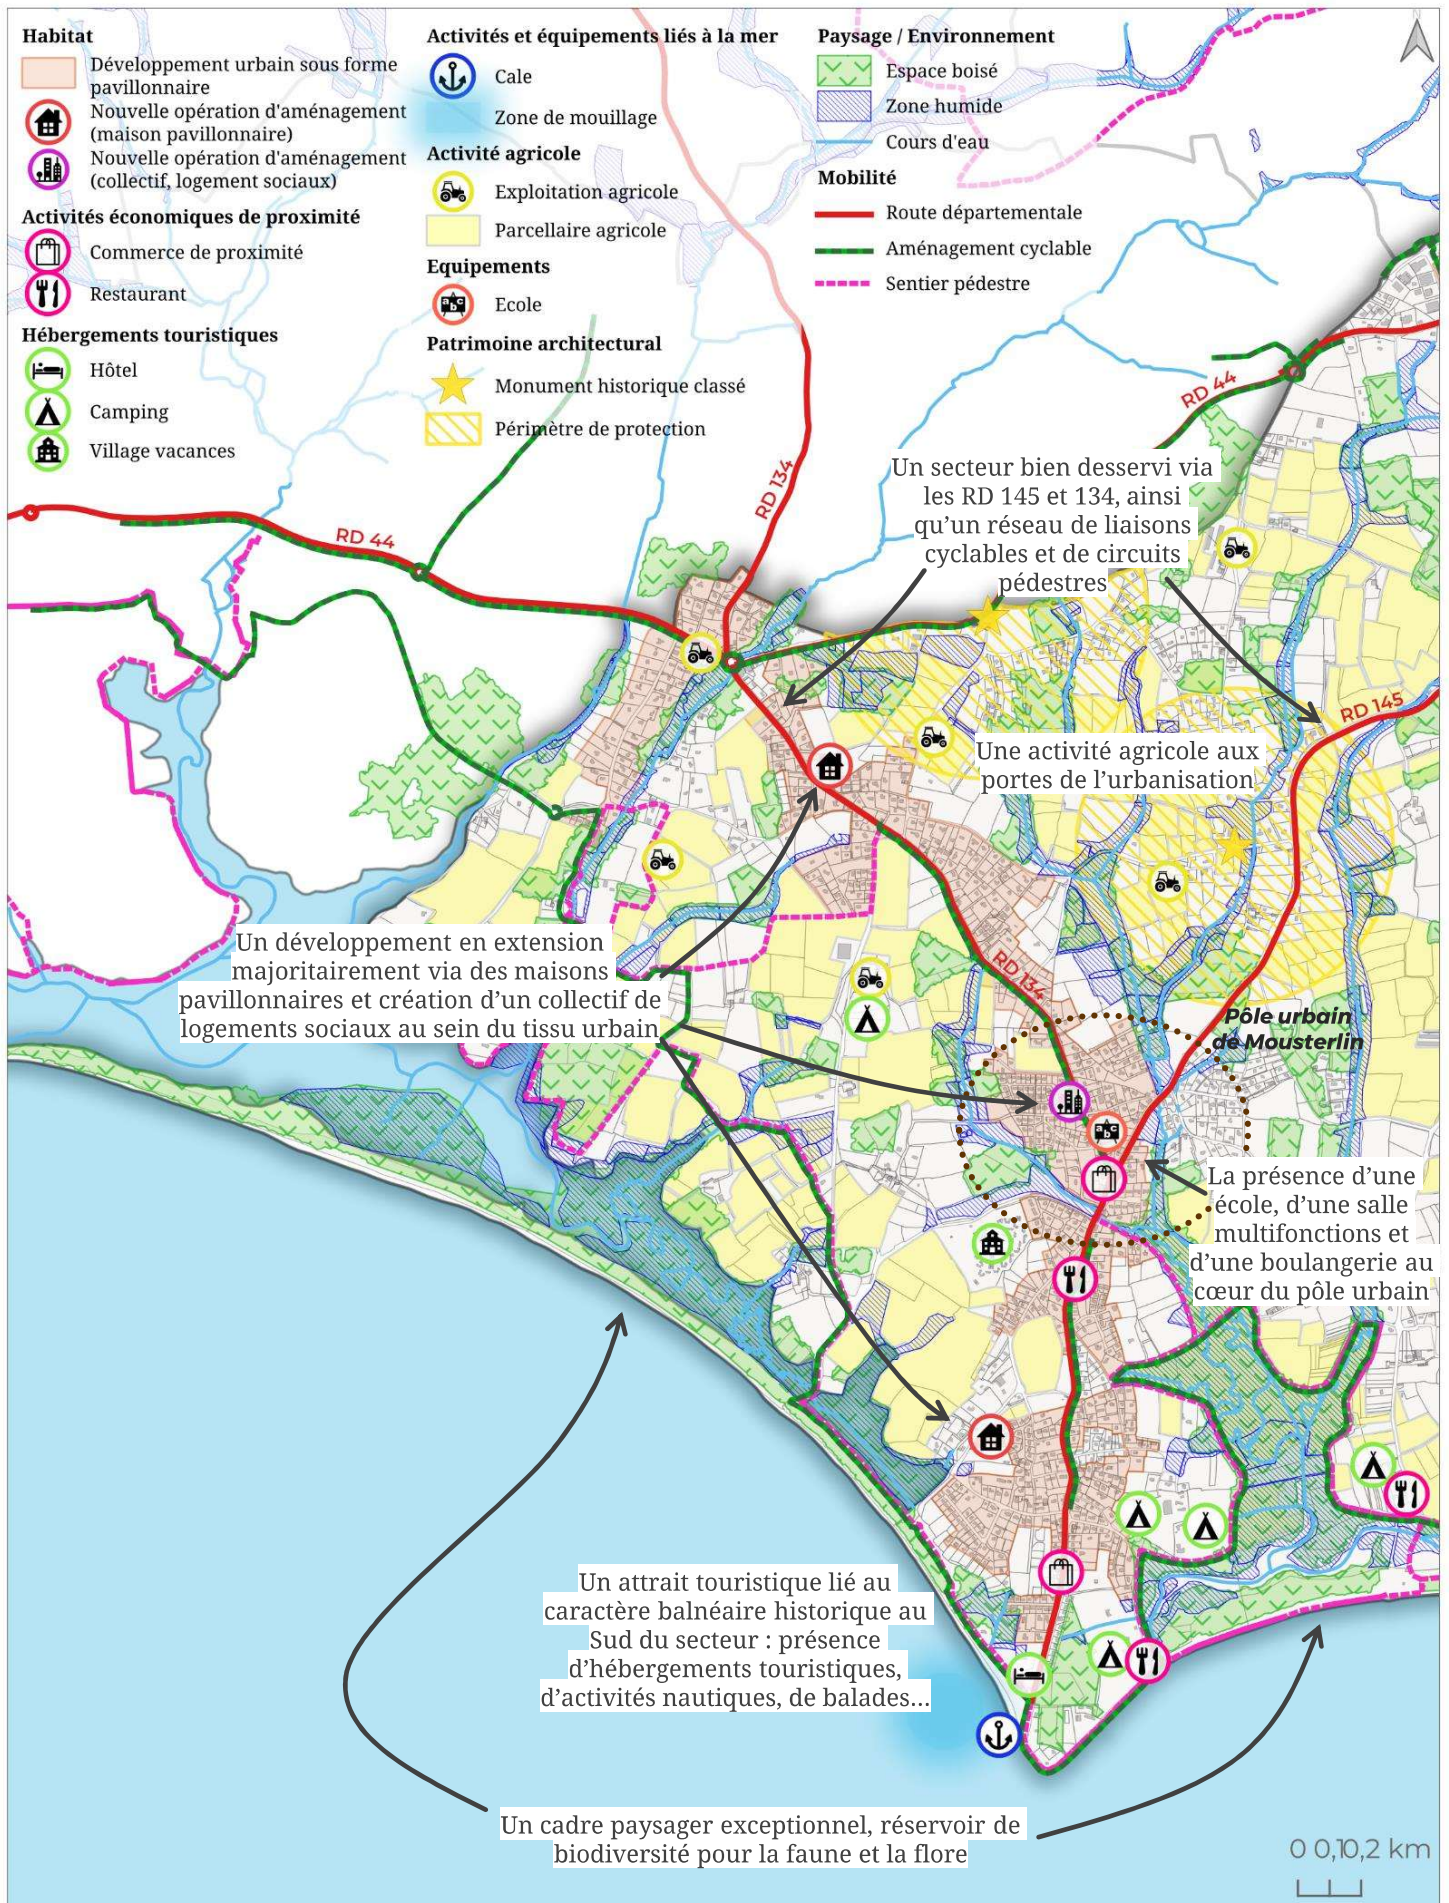 Habitat
Développement urbain sous forme
pavillonnaire
Nouvelle opération d'aménagement
(maison pavillonnaire)
Nouvelle opération d'aménagement
(collectif, logement sociaux)
Activités économiques de proximité
Commerce de proximité
Restaurant
Hébergements touristiques
Hôtel
Camping
Village vacances
Activités et équipements liés à la mer
Cale
Zone de mouillage
Activité agricole
Exploitation agricole
Parcellaire agricole
Equipements
Ecole
Patrimoine architectural
Monument historique classé
Périmètre de protection
Paysage / Environnement
Espace boisé
Zone humide
Cours d'eau
Mobilité
Route départementale
Aménagement cyclable
Sentier pédestre
RD 44
RD 134
RD 44
Un secteur bien desservi via
les RD 145 et 134, ainsi
qu’un réseau de liaisons
cyclables et de circuits
pédestres
RD 145
Une activité agricole aux
portes de l’urbanisation
Un développement en extension
majoritairement via des maisons
pavillonnaires et création d’un collectif de
logements sociaux au sein du tissu urbain
RD 134
Pôle urbain
de Mousterlin
La présence d’une
école, d’une salle
multifonctions et
d’une boulangerie au
cœur du pôle urbain
Un attrait touristique lié au
caractère balnéaire historique au
Sud du secteur : présence
d’hébergements touristiques,
d’activités nautiques, de balades...
Un cadre paysager exceptionnel, réservoir de
biodiversité pour la faune et la flore
0 0,10,2 km